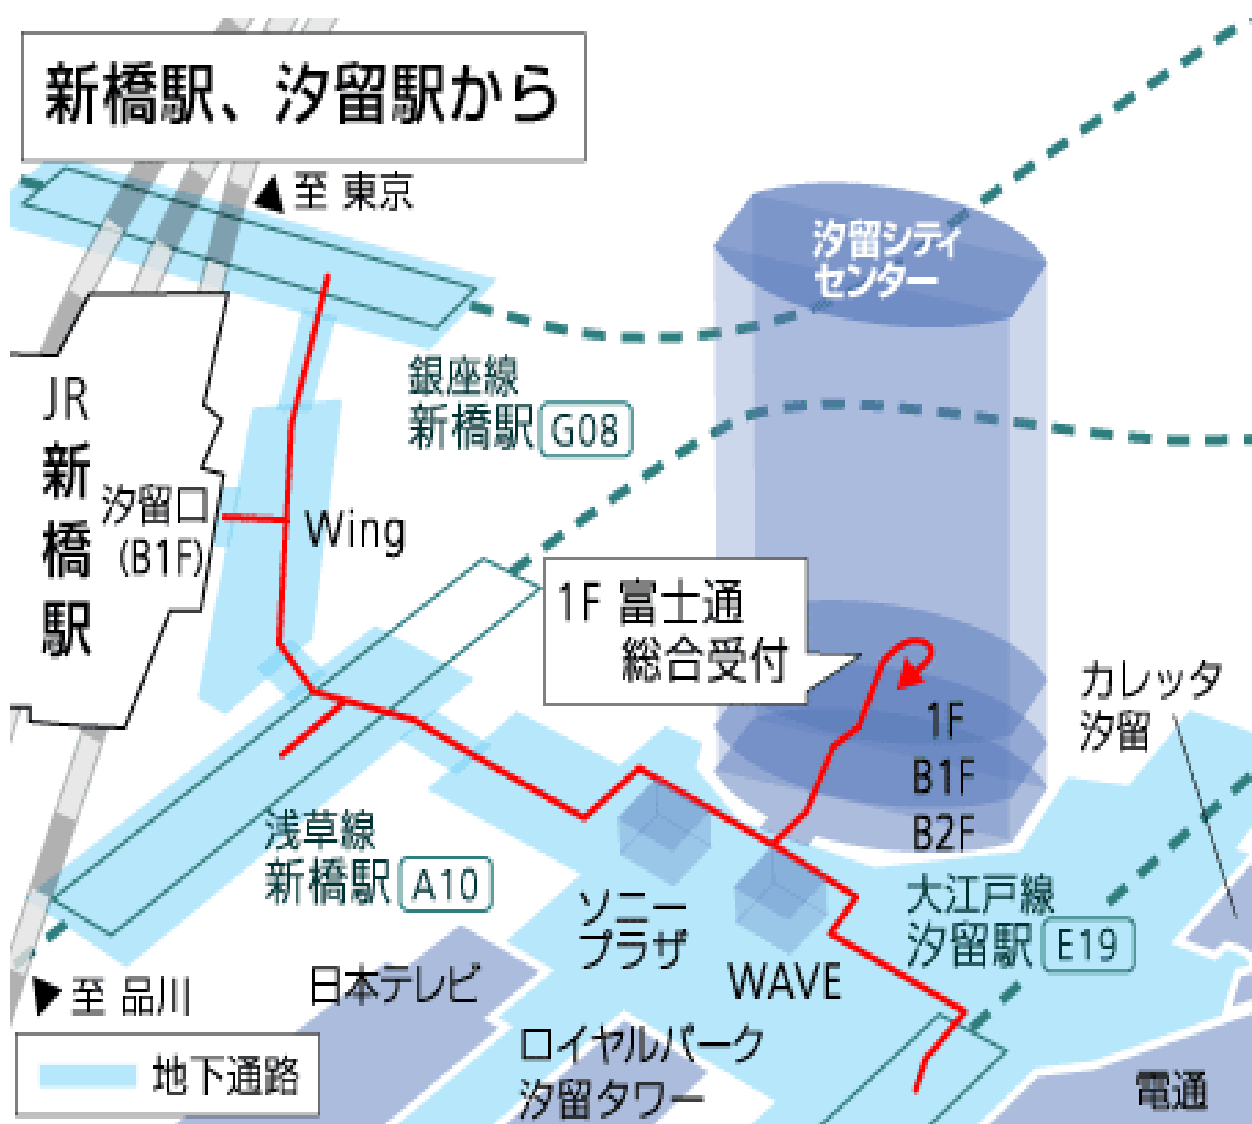 新橋駅、汐留駅から
▲至 東京
汐留シティ
センター
銀座線
新橋駅 G08
JR
新橋駅
汐留口
(B1F)
Wing
1F 富士通
総合受付
カレッタ
汐留
1F
B1F
B2F
浅草線
新橋駅 A10
ソニー
プラザ
大江戸線
汐留駅 E19
WAVE
日本テレビ
▶至 品川
ロイヤルパーク
汐留タワー
地下通路
電通